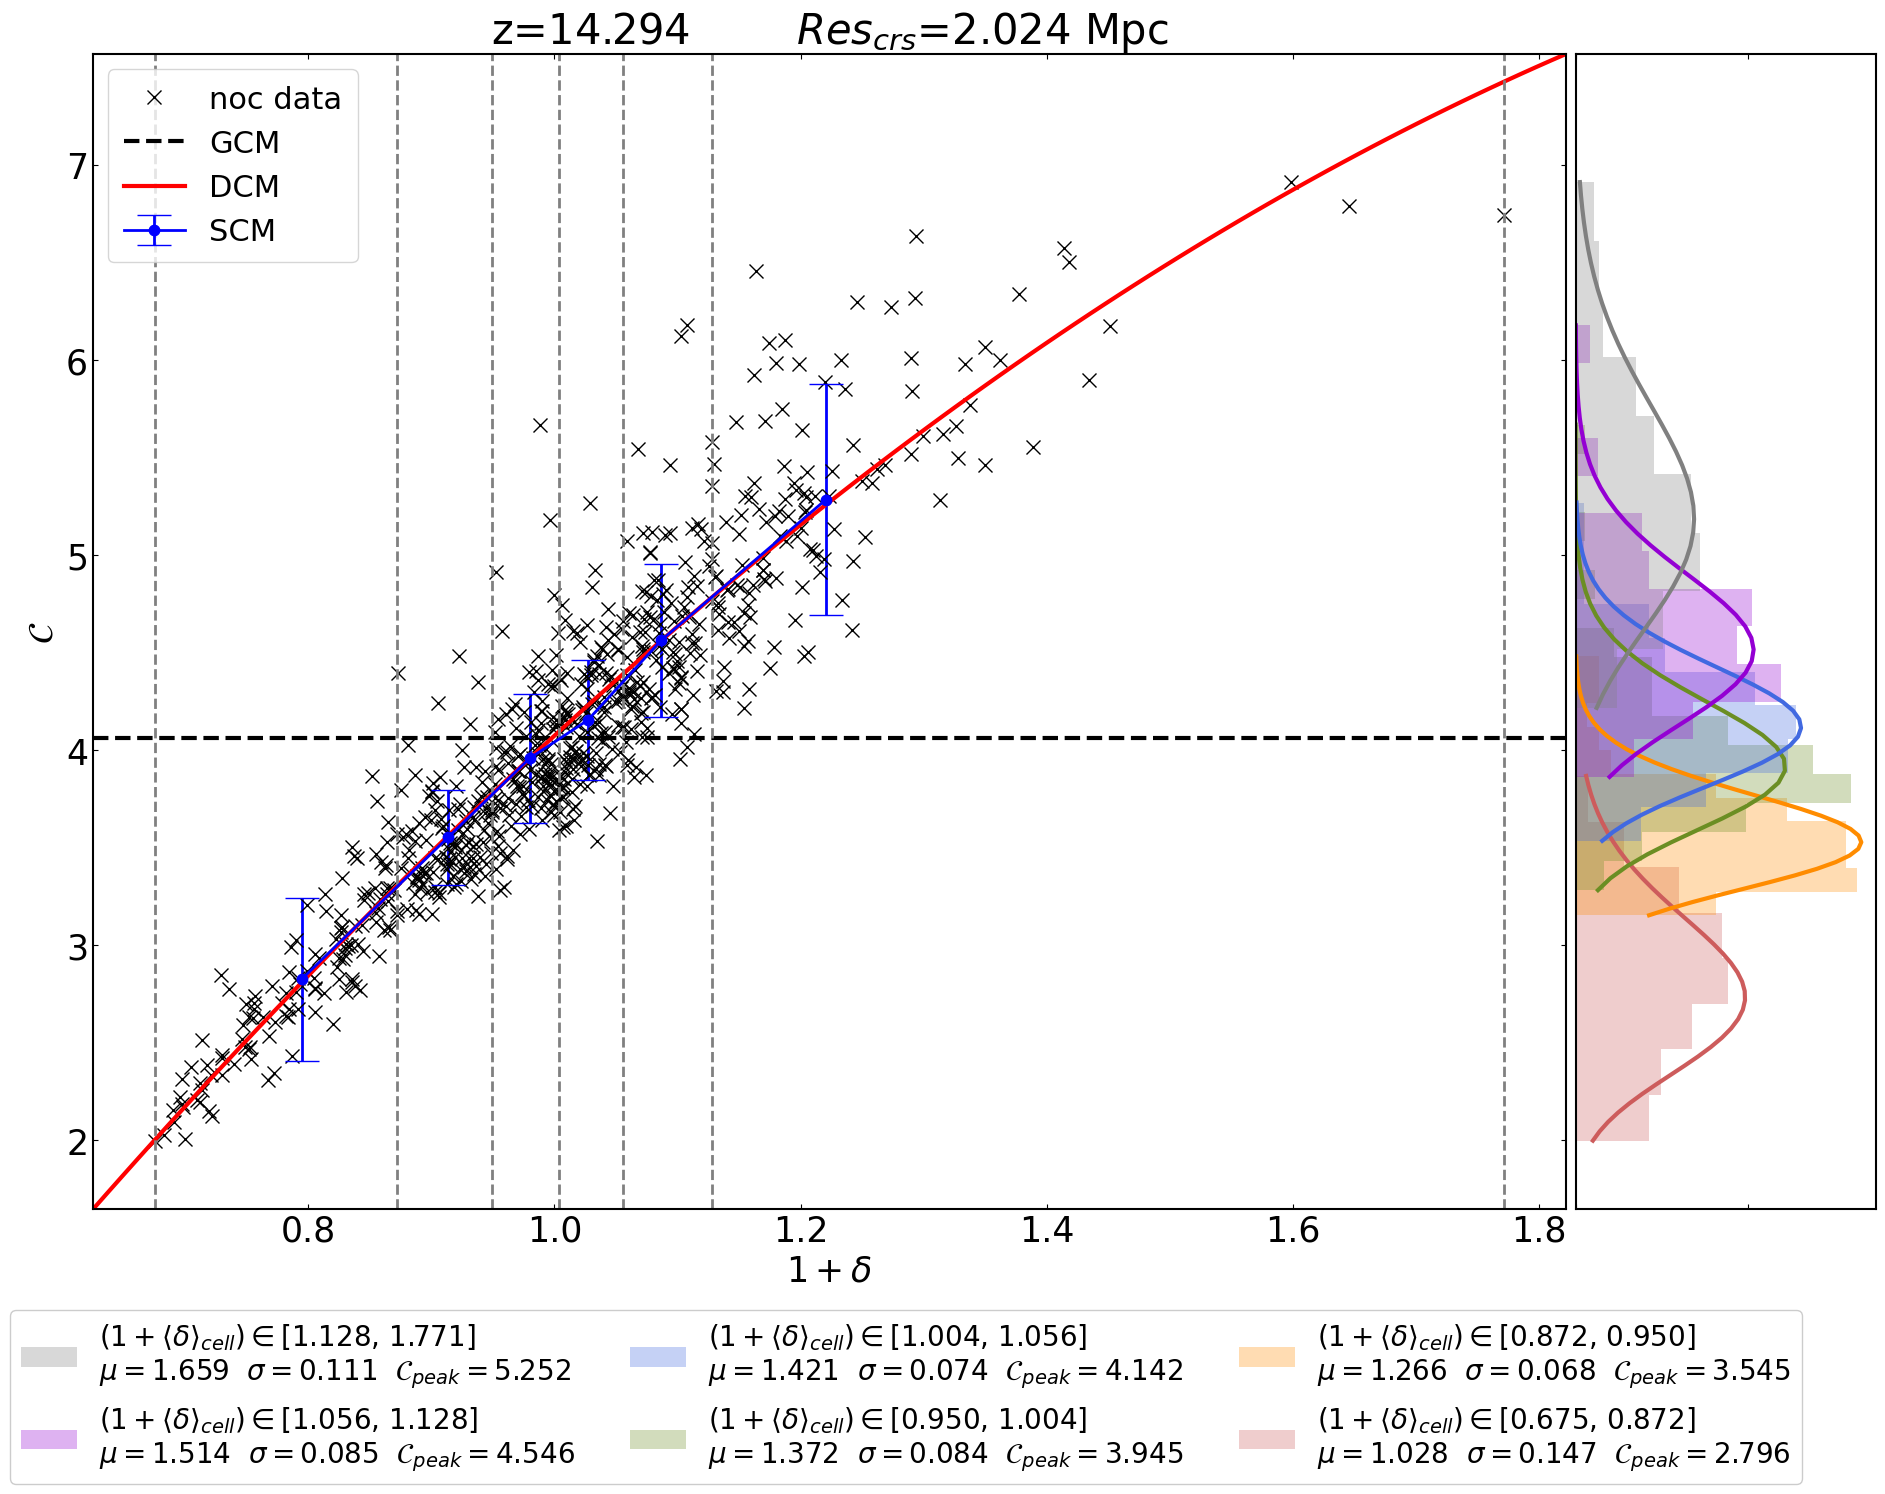 z=14.294 Res_crs=2.024 Mpc
noc data
GCM
DCM
SCM
7
6
5
4
3
2
𝒞
0.8 1.0 1.2 1.4 1.6 1.8
1 + δ
(1 + ⟨δ⟩_cell) ∈ [1.128, 1.771]
μ = 1.659 σ = 0.111 𝒞_peak = 5.252
(1 + ⟨δ⟩_cell) ∈ [1.056, 1.128]
μ = 1.514 σ = 0.085 𝒞_peak = 4.546
(1 + ⟨δ⟩_cell) ∈ [1.004, 1.056]
μ = 1.421 σ = 0.074 𝒞_peak = 4.142
(1 + ⟨δ⟩_cell) ∈ [0.950, 1.004]
μ = 1.372 σ = 0.084 𝒞_peak = 3.945
(1 + ⟨δ⟩_cell) ∈ [0.872, 0.950]
μ = 1.266 σ = 0.068 𝒞_peak = 3.545
(1 + ⟨δ⟩_cell) ∈ [0.675, 0.872]
μ = 1.028 σ = 0.147 𝒞_peak = 2.796